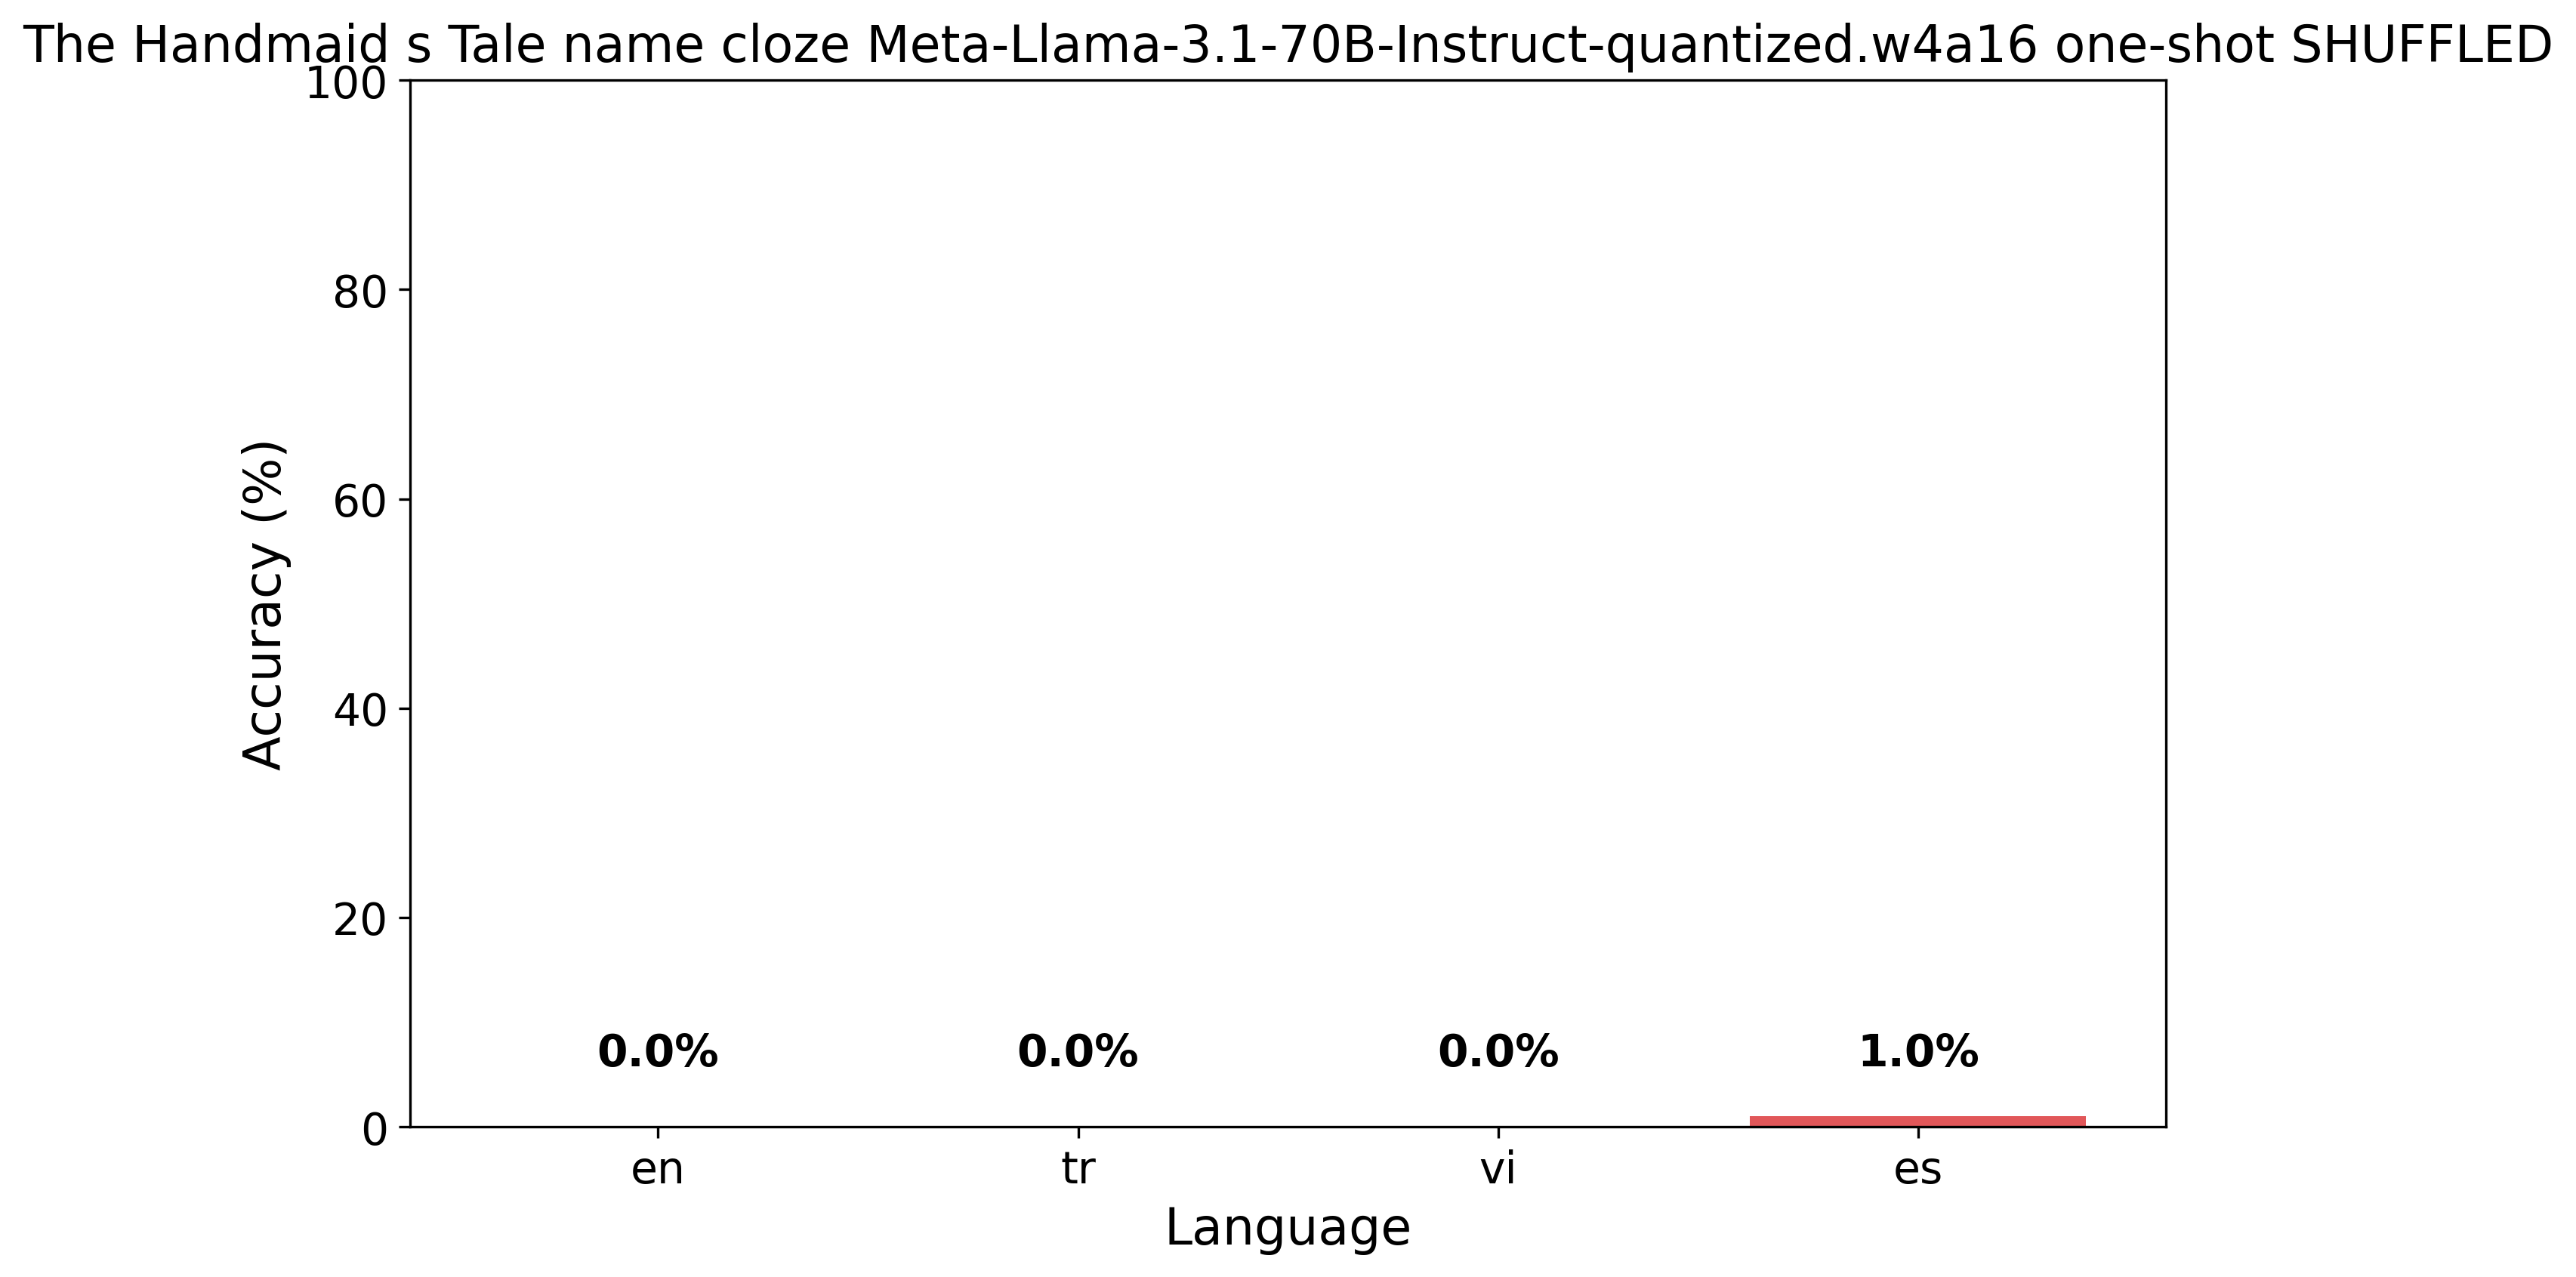 The Handmaid s Tale name cloze Meta-Llama-3.1-70B-Instruct-quantized.w4a16 one-shot SHUFFLED
100
80
60
40
20
0
Accuracy (%)
0.0%
0.0%
0.0%
1.0%
en
tr
vi
es
Language